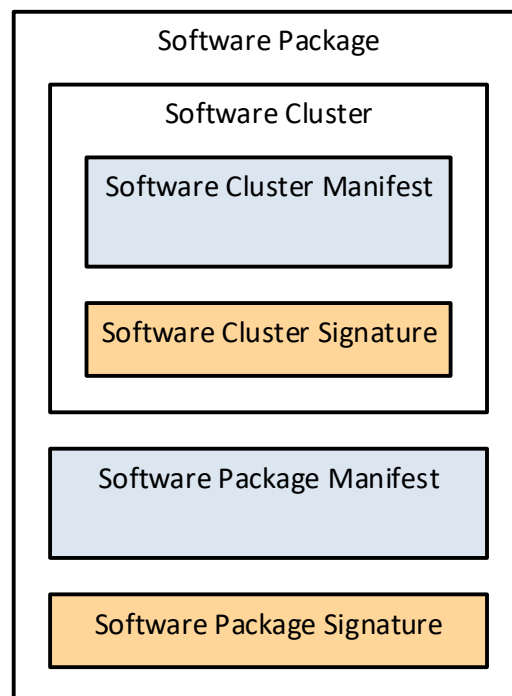 Software Package
Software Cluster
Software Cluster Manifest
Software Cluster Signature
Software Package Manifest
Software Package Signature